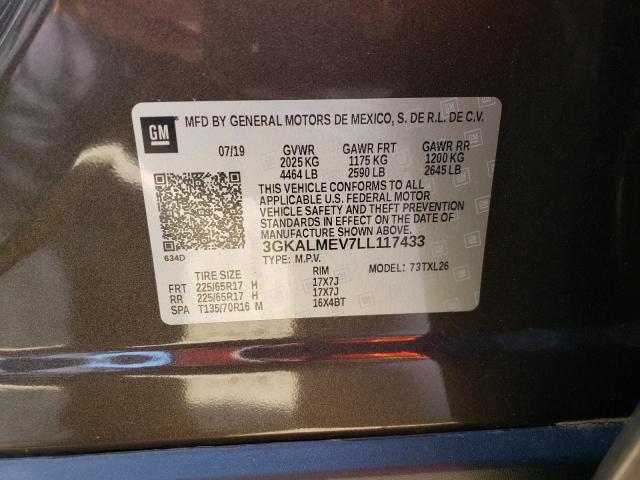 GM
MFD BY GENERAL MOTORS DE MEXICO, S. DE R.L. DE C.V.
07/19 GVWR GAWR FRT GAWR RR
2025 KG 1175 KG 1200 KG
4464 LB 2590 LB 2645 LB
THIS VEHICLE CONFORMS TO ALL
APPLICABLE U.S. FEDERAL MOTOR
VEHICLE SAFETY AND THEFT PREVENTION
STANDARDS IN EFFECT ON THE DATE OF
MANUFACTURE SHOWN ABOVE.
3GKALMEV7LL117433
634D
TYPE: M.P.V. MODEL: 73TXL26
TIRE SIZE RIM
FRT 225/65R17 H 17X7J
RR 225/65R17 H 17X7J
SPA T135/70R16 M 16X4BT